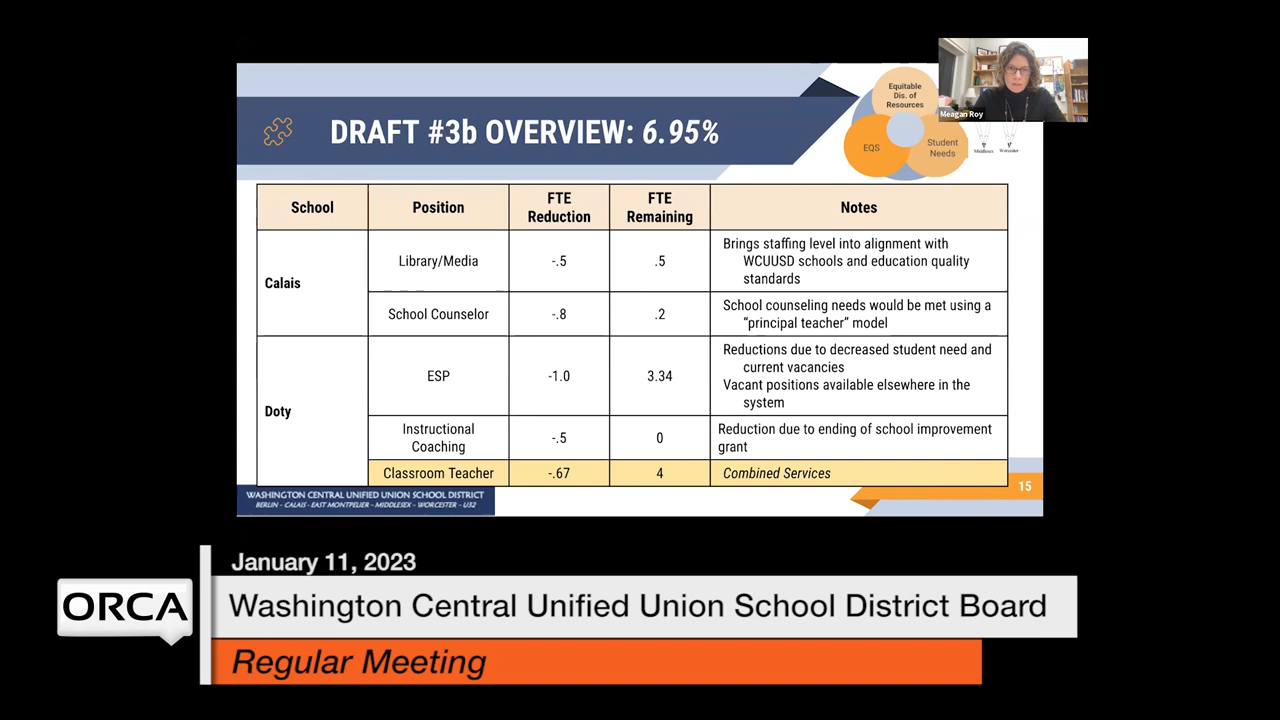 Equitable
Dis. of
Resources
EQS
Student
Needs
Meagan Roy
Middlesex
Worcester
DRAFT #3b OVERVIEW: 6.95%
School
Position
FTE
Reduction
FTE
Remaining
Notes
Calais
Library/Media
-.5
.5
Brings staffing level into alignment with
WCUUSD schools and education quality
standards
School Counselor
-.8
.2
School counseling needs would be met using a
“principal teacher” model
Doty
ESP
-1.0
3.34
Reductions due to decreased student need and
current vacancies
Vacant positions available elsewhere in the
system
Instructional
Coaching
-.5
0
Reduction due to ending of school improvement
grant
Classroom Teacher
-.67
4
Combined Services
15
WASHINGTON CENTRAL UNIFIED UNION SCHOOL DISTRICT
BERLIN – CALAIS - EAST MONTPELIER – MIDDLESEX – WORCESTER – U32
January 11, 2023
ORCA
Washington Central Unified Union School District Board
Regular Meeting